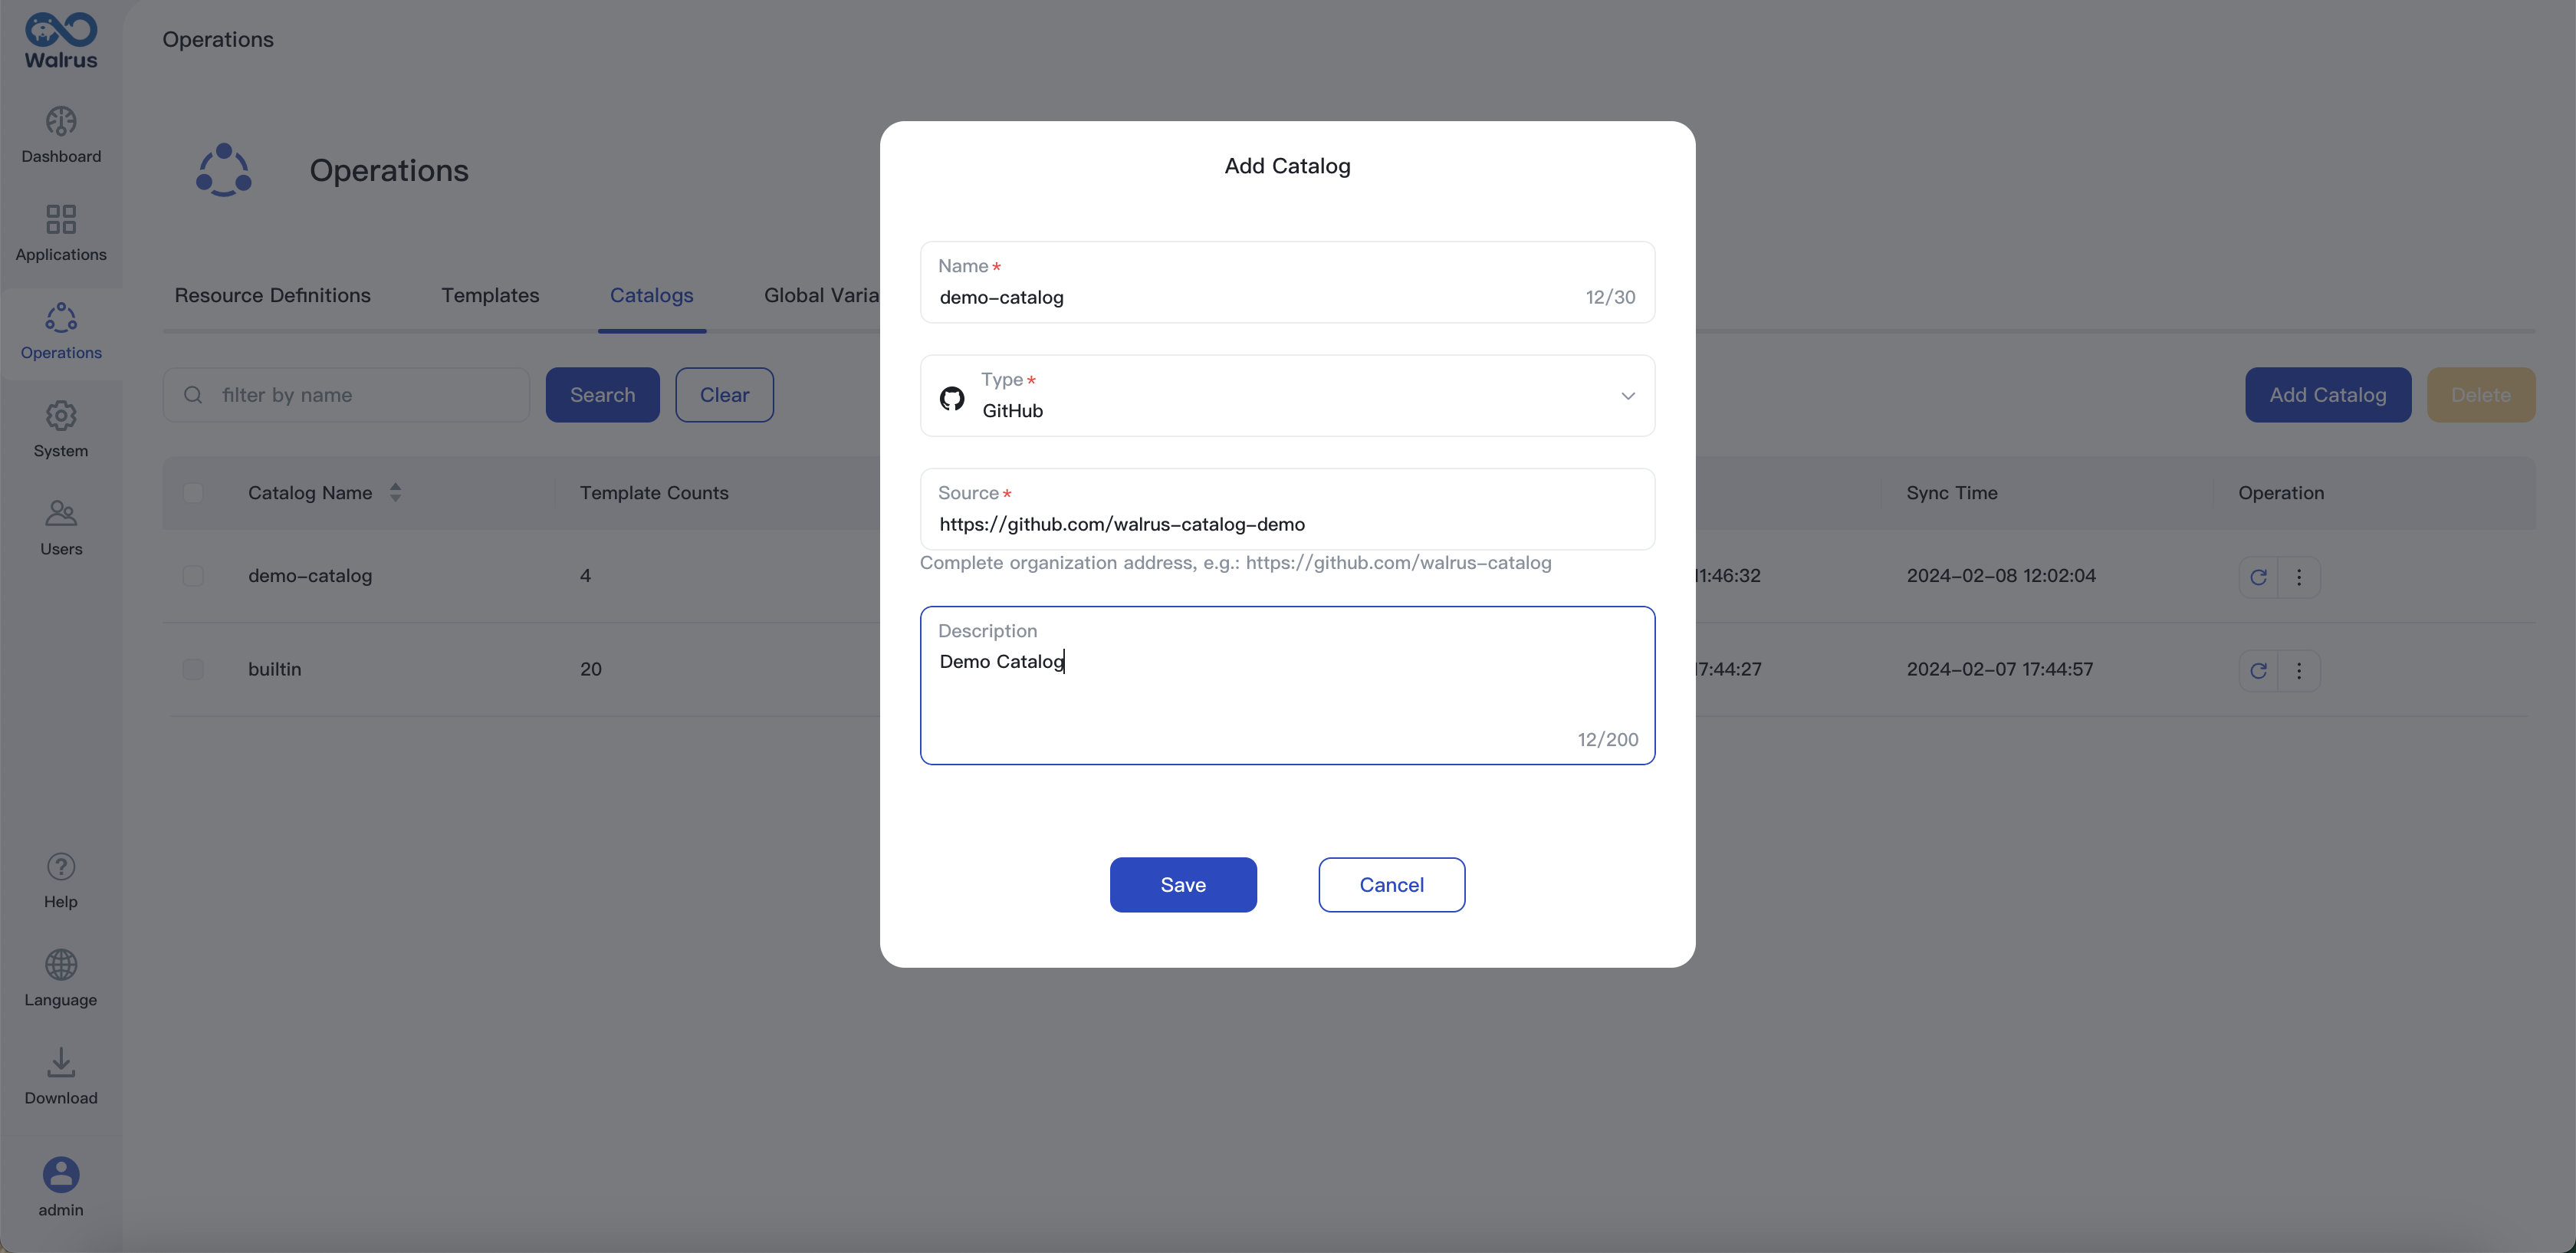 Walrus
Dashboard
Applications
Operations
System
Users
Help
Language
Download
admin
Operations
Operations
Resource Definitions
Templates
Catalogs
Global Varia
filter by name
Search
Clear
Add Catalog
Delete
Catalog Name
Template Counts
Sync Time
Operation
demo-catalog
4
11:46:32
2024-02-08 12:02:04
builtin
20
17:44:27
2024-02-07 17:44:57
Add Catalog
Name*
demo-catalog
12/30
Type*
GitHub
Source*
https://github.com/walrus-catalog-demo
Complete organization address, e.g.: https://github.com/walrus-catalog
Description
Demo Catalog
12/200
Save
Cancel